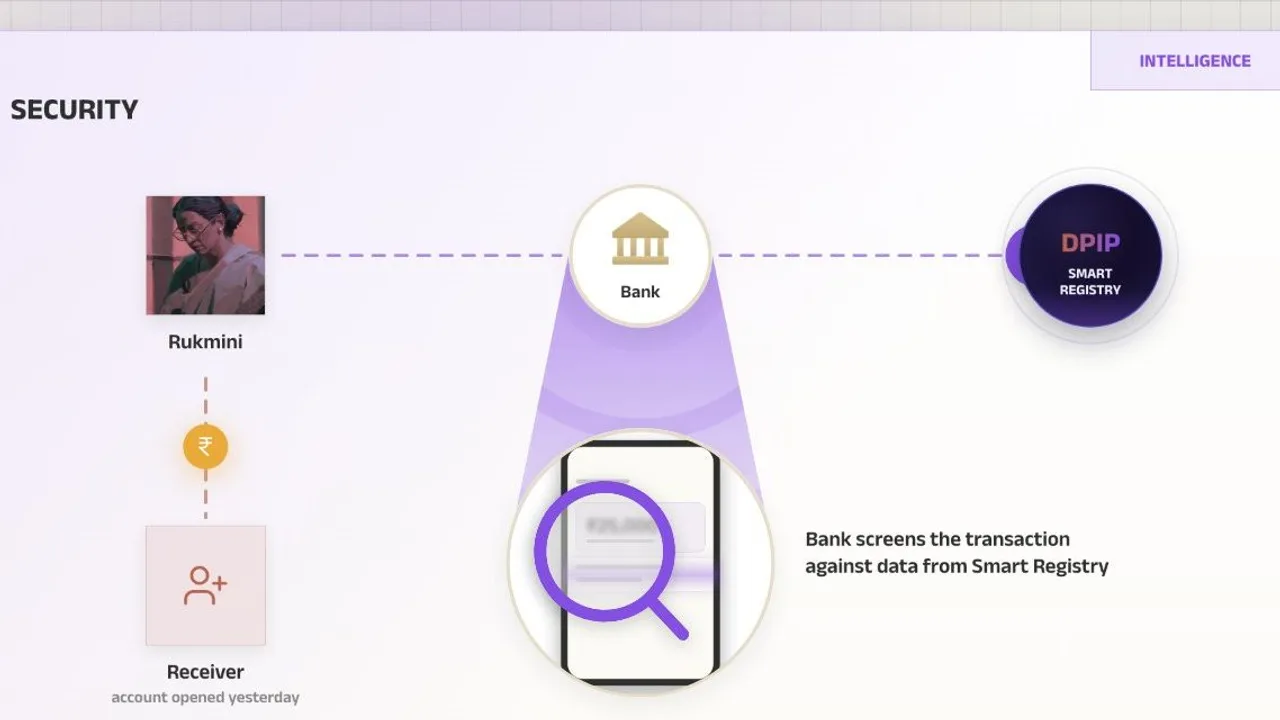 INTELLIGENCE
SECURITY
Rukmini
₹
Receiver
account opened yesterday
Bank
DPIP
SMART
REGISTRY
Bank screens the transaction
against data from Smart Registry